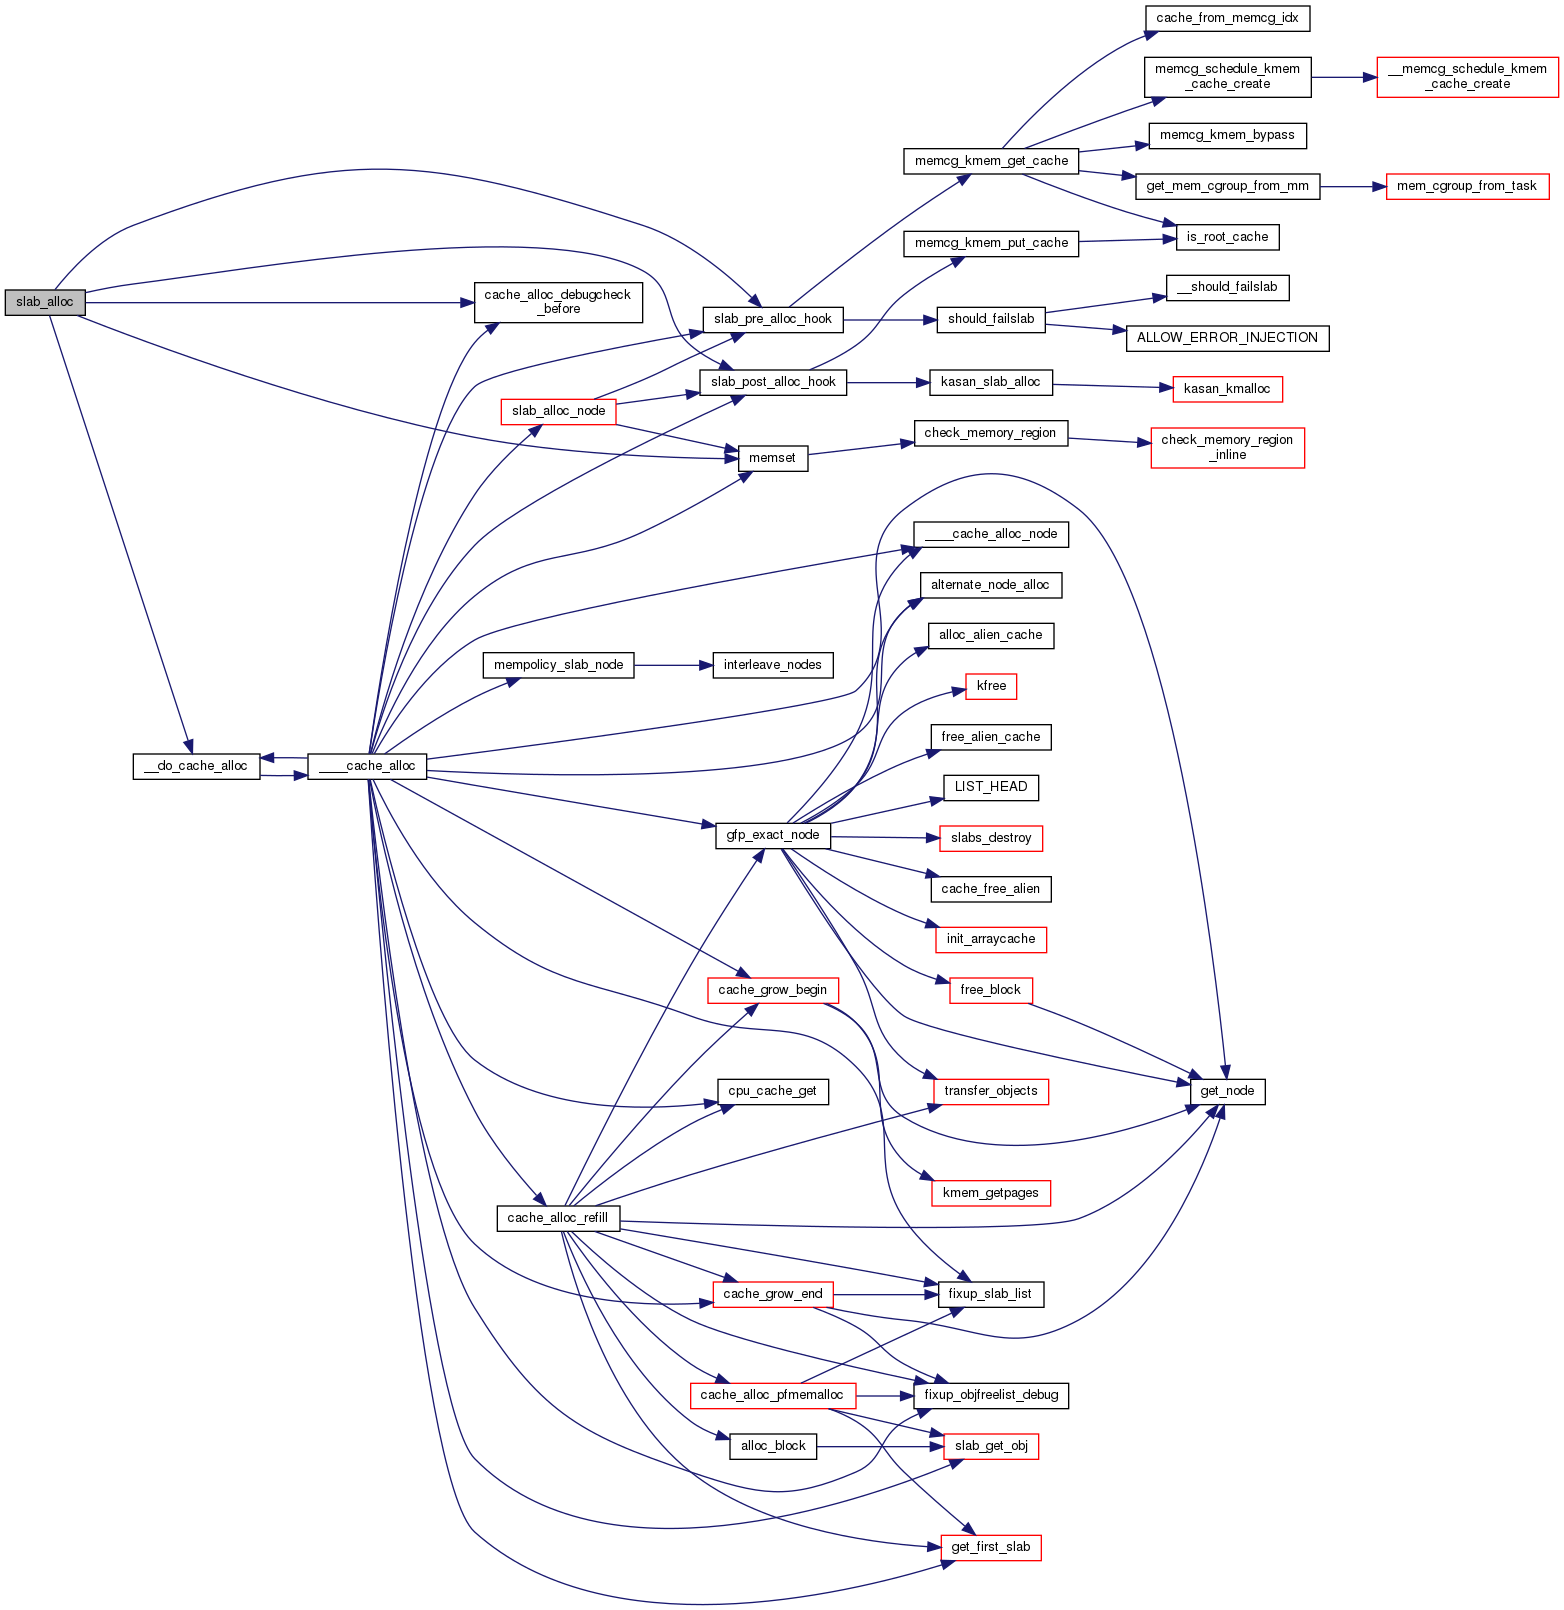 cache_from_memcg_idx
memcg_schedule_kmem
_cache_create
__memcg_schedule_kmem
_cache_create
memcg_kmem_bypass
memcg_kmem_get_cache
get_mem_cgroup_from_mm
mem_cgroup_from_task
is_root_cache
memcg_kmem_put_cache
slab_alloc
cache_alloc_debugcheck
_before
__should_failslab
slab_pre_alloc_hook
should_failslab
ALLOW_ERROR_INJECTION
slab_post_alloc_hook
kasan_slab_alloc
kasan_kmalloc
slab_alloc_node
check_memory_region
check_memory_region
_inline
memset
____cache_alloc_node
alternate_node_alloc
alloc_alien_cache
mempolicy_slab_node
interleave_nodes
kfree
free_alien_cache
__do_cache_alloc
____cache_alloc
LIST_HEAD
gfp_exact_node
slabs_destroy
cache_free_alien
init_arraycache
cache_grow_begin
free_block
cpu_cache_get
transfer_objects
get_node
kmem_getpages
cache_alloc_refill
cache_grow_end
fixup_slab_list
cache_alloc_pfmemalloc
fixup_objfreelist_debug
alloc_block
slab_get_obj
get_first_slab